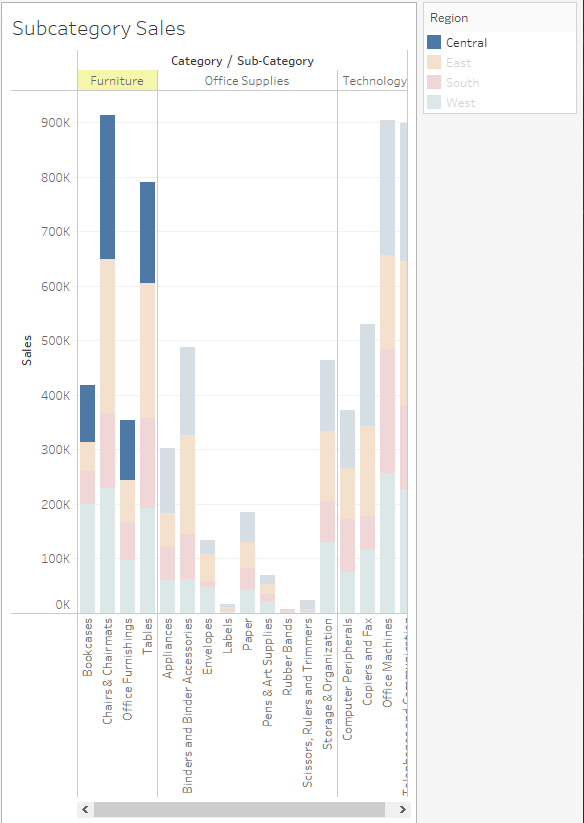 Subcategory Sales
Category / Sub-Category
Furniture
Office Supplies
Technology
900K
800K
700K
600K
500K
400K
300K
200K
100K
0K
Sales
Bookcases
Chairs & Chairmats
Office Furnishings
Tables
Appliances
Binders and Binder Accessories
Envelopes
Labels
Paper
Pens & Art Supplies
Rubber Bands
Scissors, Rulers and Trimmers
Storage & Organization
Computer Peripherals
Copiers and Fax
Office Machines
Region
Central
East
South
West